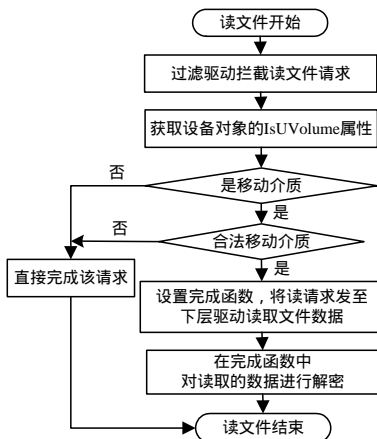 读文件开始
过滤驱动拦截读文件请求
获取设备对象的IsUVolume属性
否
是移动介质
是
否
合法移动介质
是
直接完成该请求
设置完成函数，将读请求发至
下层驱动读取文件数据
在完成函数中
对读取的数据进行解密
读文件结束